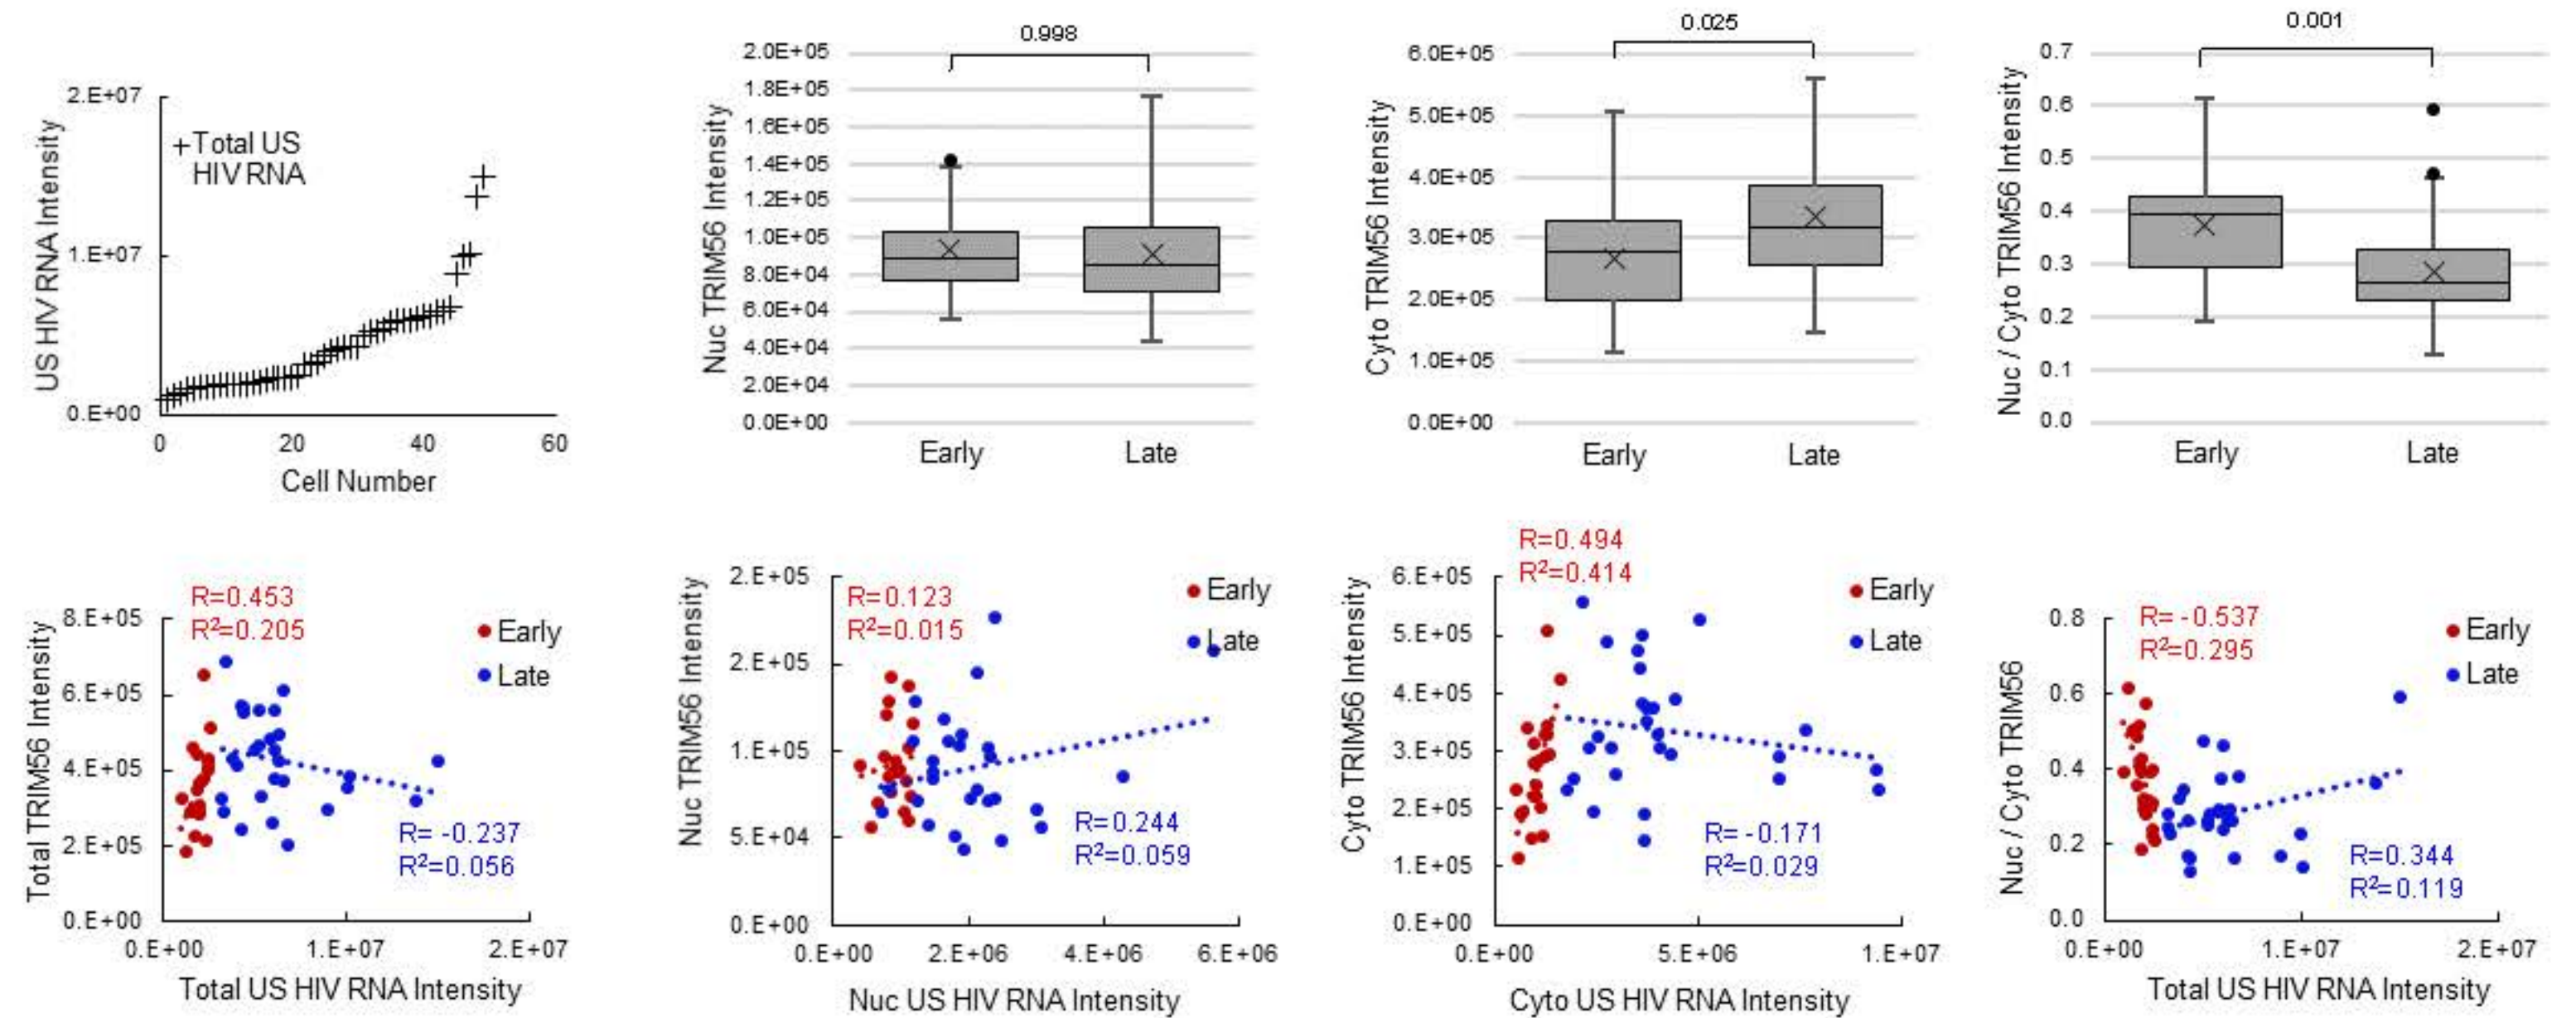 US HIV RNA Intensity
2.E+07
1.E+07
0.E+00
+Total US
HIV RNA
0
20
40
60
Cell Number
Nuc TRIM56 Intensity
2.0E+05
1.8E+05
1.6E+05
1.4E+05
1.2E+05
1.0E+05
8.0E+04
6.0E+04
4.0E+04
2.0E+04
0.0E+00
0.998
Early
Late
Cyto TRIM56 Intensity
6.0E+05
5.0E+05
4.0E+05
3.0E+05
2.0E+05
1.0E+05
0.0E+00
0.025
Early
Late
Nuc / Cyto TRIM56 Intensity
0.7
0.6
0.5
0.4
0.3
0.2
0.1
0.0
0.001
Early
Late
Total TRIM56 Intensity
8.E+05
6.E+05
4.E+05
2.E+05
0.E+00
R=0.453
R²=0.205
Early
Late
R= -0.237
R²=0.056
0.E+00
1.E+07
2.E+07
Total US HIV RNA Intensity
Nuc TRIM56 Intensity
2.E+05
2.E+05
1.E+05
5.E+04
0.E+00
R=0.123
R²=0.015
Early
Late
R=0.244
R²=0.059
0.E+00
2.E+06
4.E+06
6.E+06
Nuc US HIV RNA Intensity
Cyto TRIM56 Intensity
6.E+05
5.E+05
4.E+05
3.E+05
2.E+05
1.E+05
0.E+00
R=0.494
R²=0.414
Early
Late
R= -0.171
R²=0.029
0.E+00
5.E+06
1.E+07
Cyto US HIV RNA Intensity
Nuc / Cyto TRIM56
0.8
0.6
0.4
0.2
0.0
R= -0.537
R²=0.295
Early
Late
R=0.344
R²=0.119
0.E+00
1.E+07
2.E+07
Total US HIV RNA Intensity